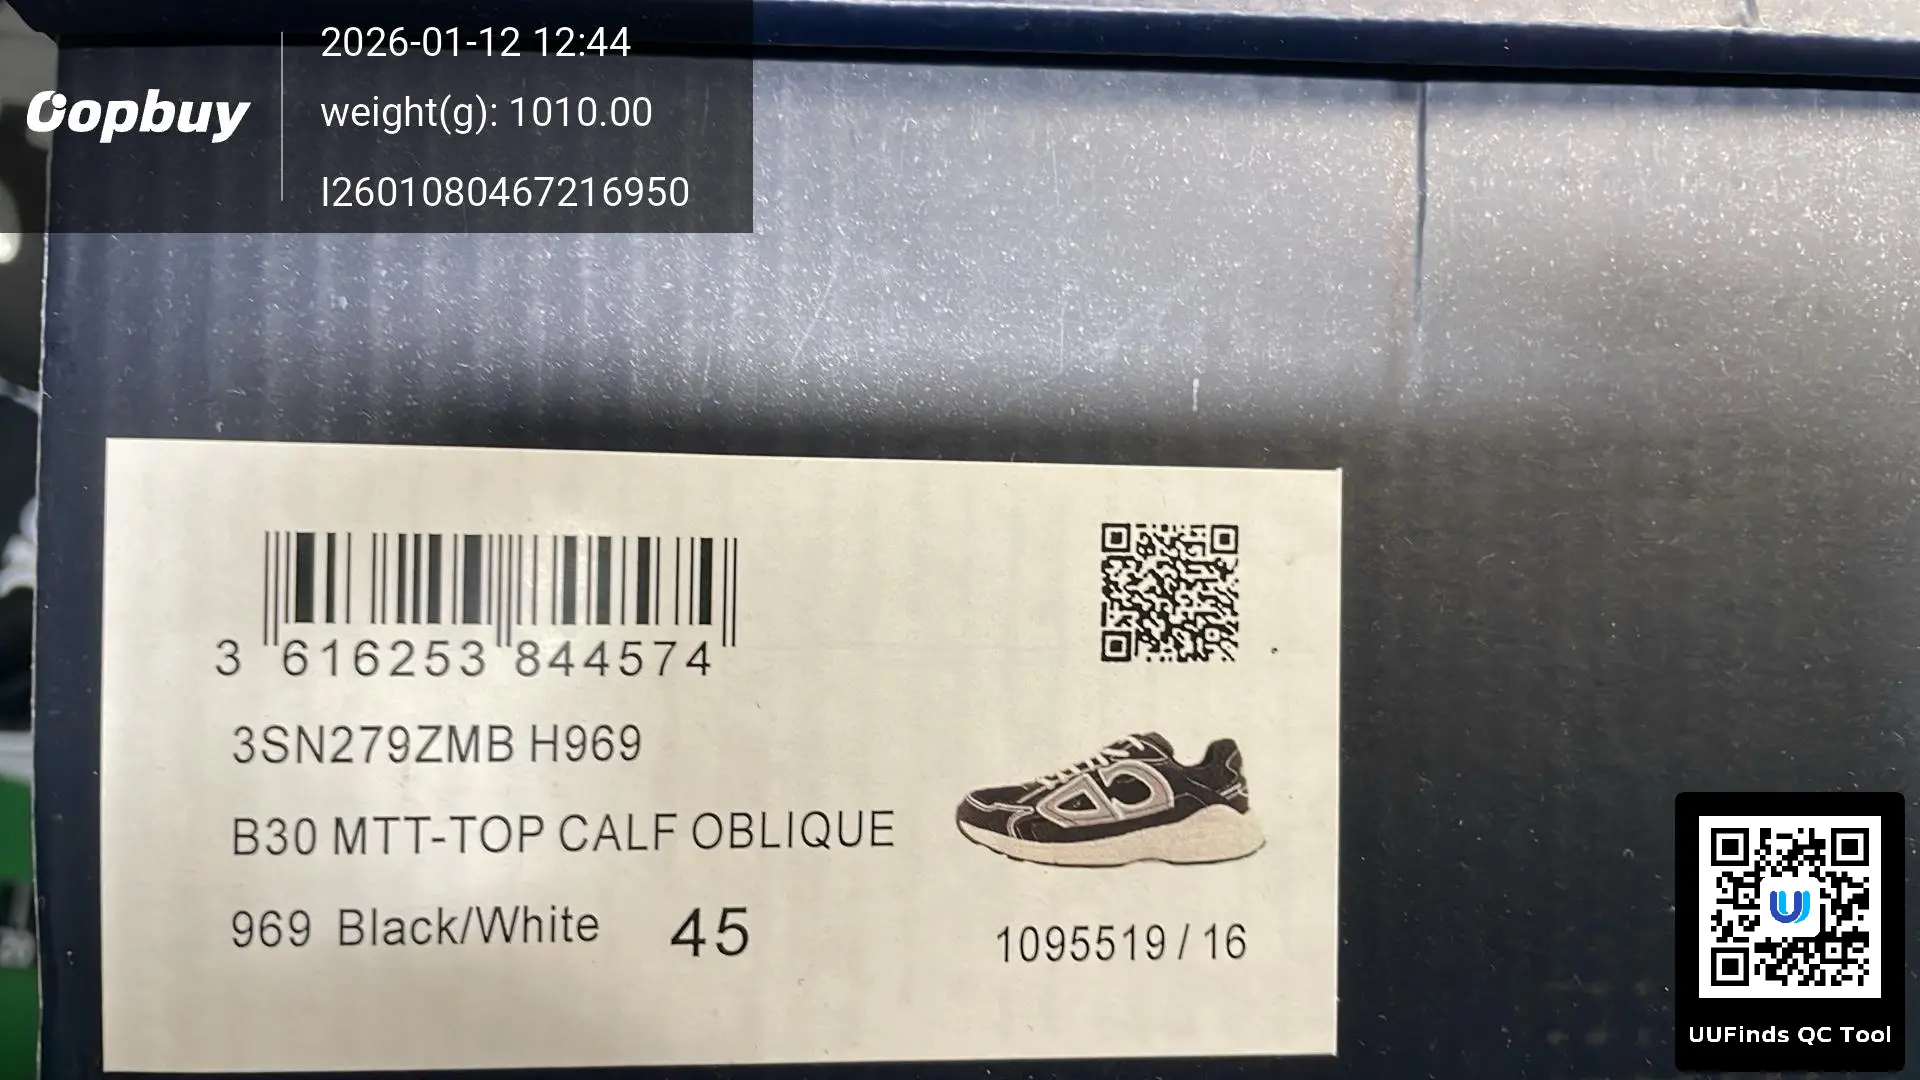 2026-01-12 12:44
Oopbuy
weight(g): 1010.00
I2601080467216950
3 616253 844574
3SN279ZMB H969
B30 MTT-TOP CALF OBLIQUE
969 Black/White 45
1095519 / 16
UUFinds QC Tool